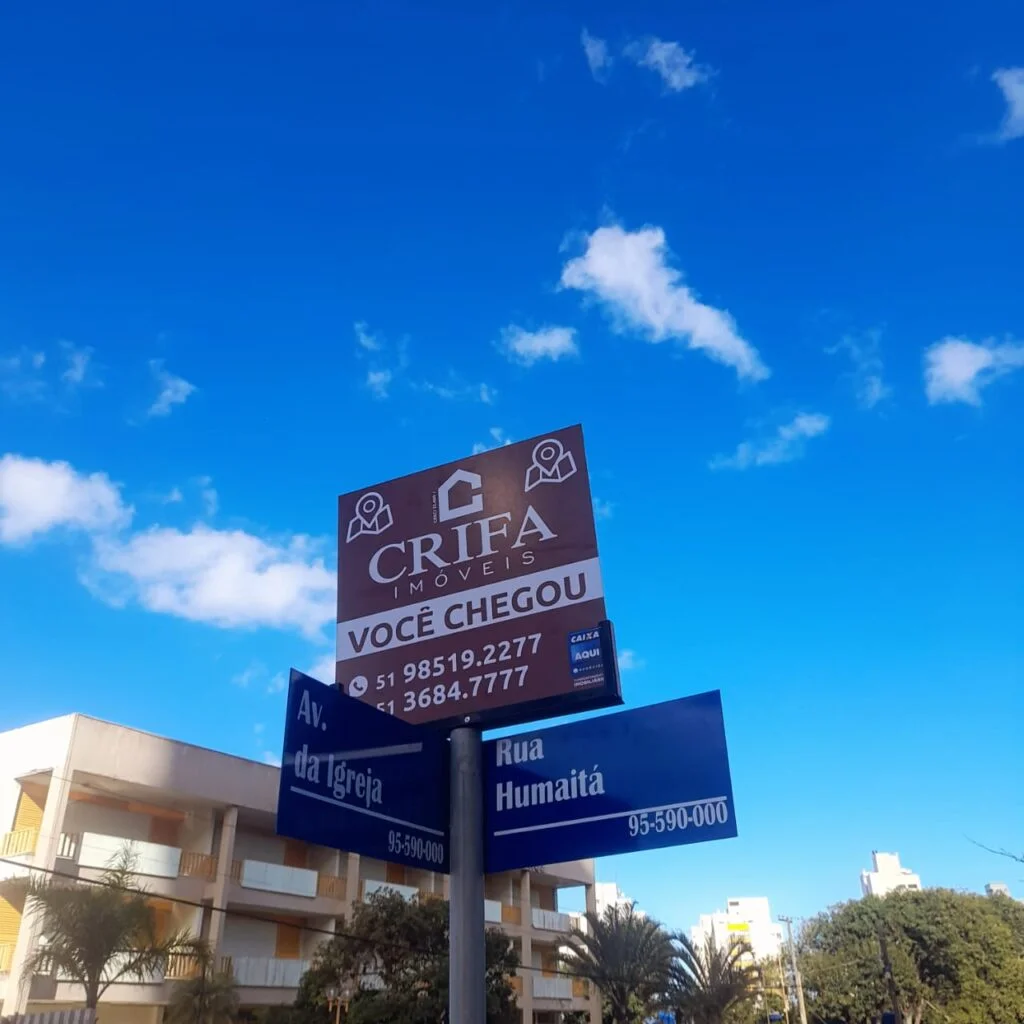 CRIFA
IMÓVEIS
VOCÊ CHEGOU
51 98519.2277
51 3684.7777
CAIXA
AQUI
IMOBILIÁRIO
Av.
da Igreja
95-590-000
Rua
Humaitá
95-590-000